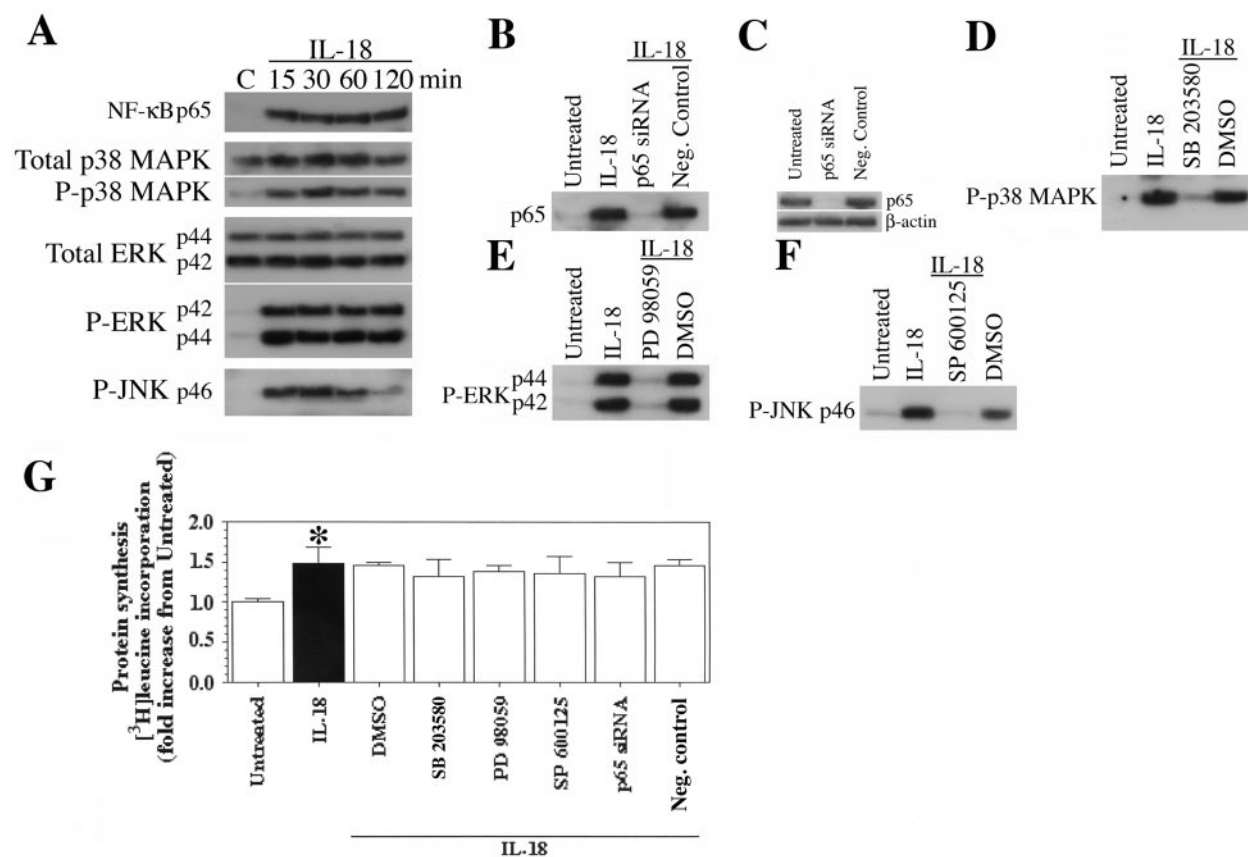 A
IL-18
C 15 30 60 120 min
NF-κBp65
Total p38 MAPK
P-p38 MAPK
Total ERK p44
p42
P-ERK p42
p44
P-JNK p46
B
IL-18
Untreated
IL-18
p65 siRNA
Neg. Control
p65
C
Untreated
p65 siRNA
Neg. Control
p65
β-actin
D
IL-18
Untreated
IL-18
SB 203580
DMSO
P-p38 MAPK
E
IL-18
Untreated
IL-18
PD 98059
DMSO
P-ERK p44
p42
F
IL-18
Untreated
IL-18
SP 600125
DMSO
P-JNK p46
G
Protein synthesis
[³H]leucine incorporation
(fold increase from Untreated)
2.0
1.5
1.0
0.5
0.0
*
Untreated
IL-18
DMSO
SB 203580
PD 98059
SP 600125
p65 siRNA
Neg. control
IL-18